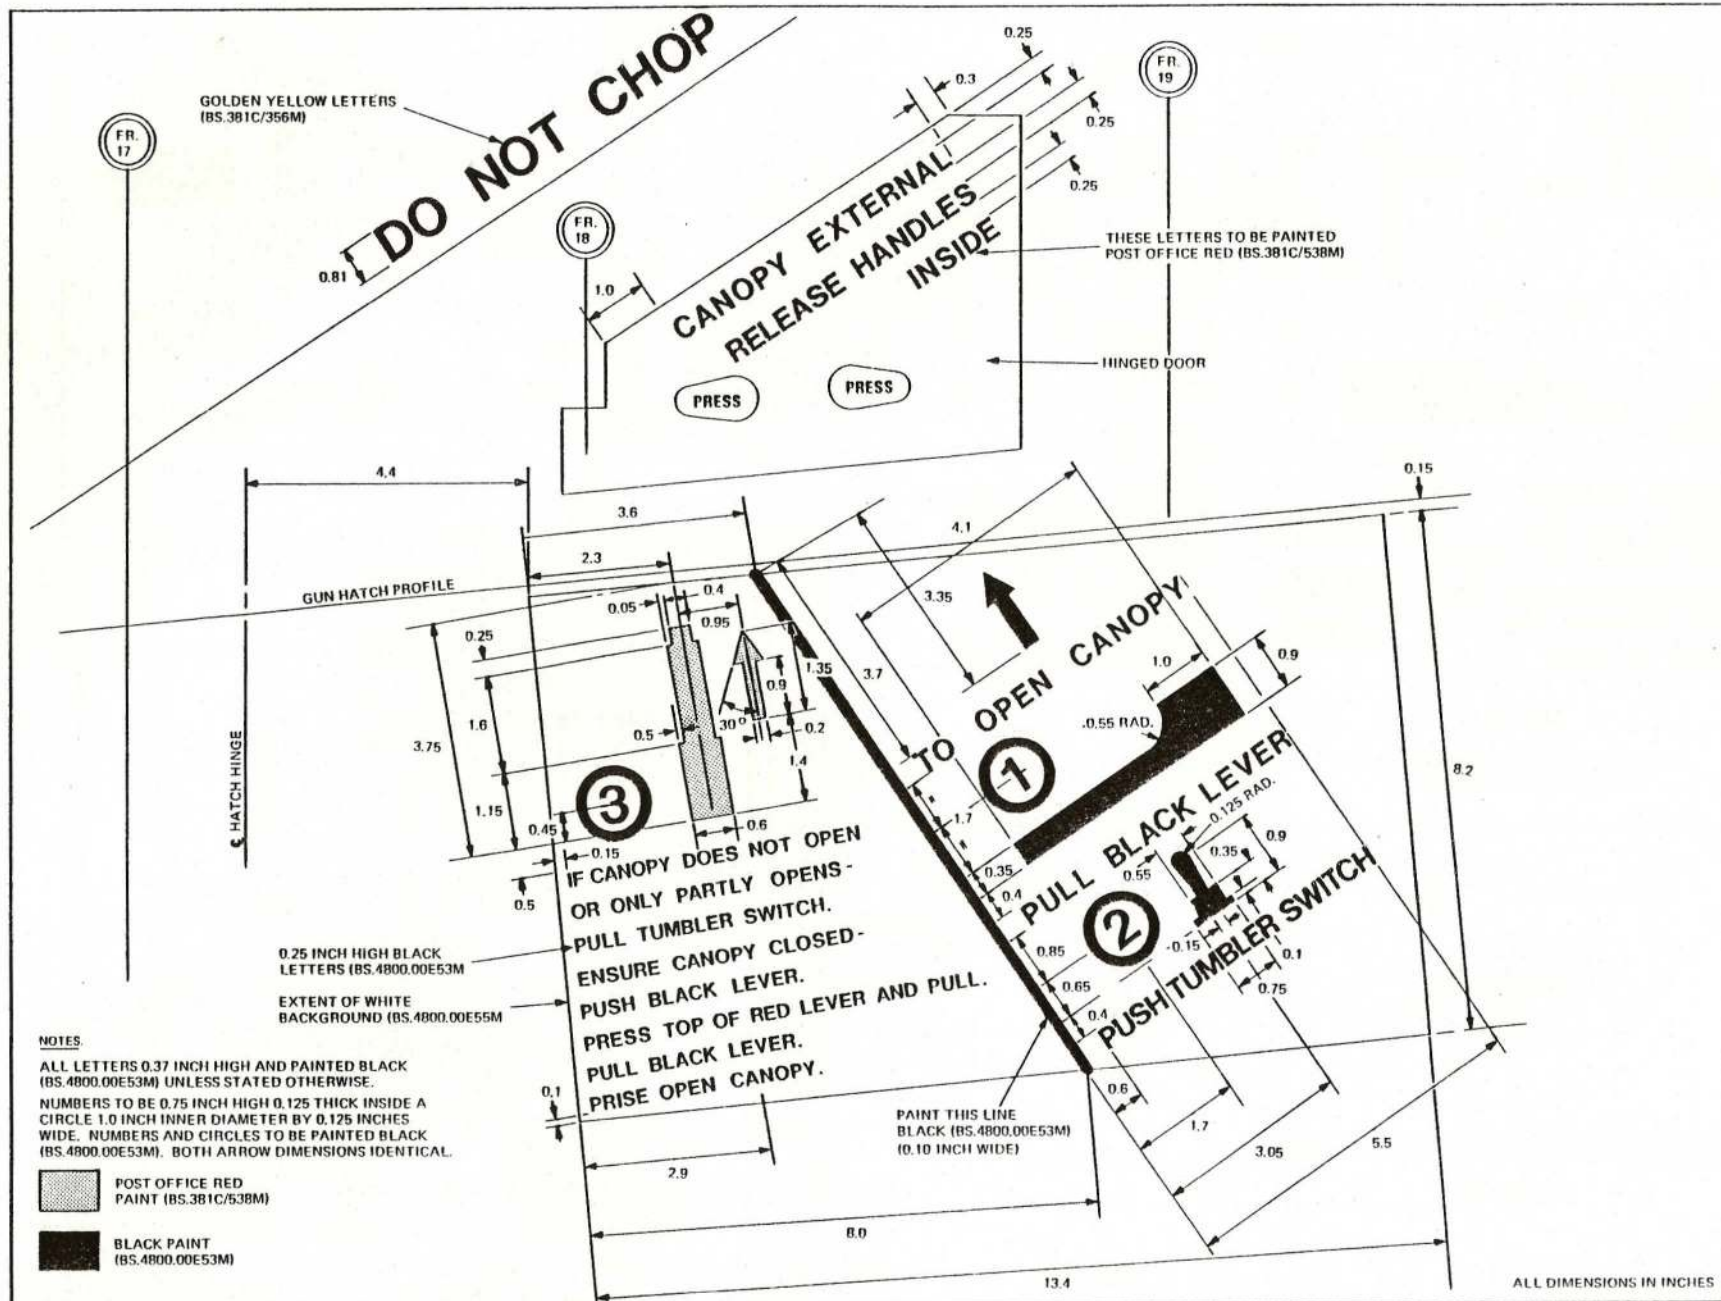 FR.
17
GOLDEN YELLOW LETTERS
(BS.381C/356M)
DO NOT CHOP
0.81
FR.
18
FR.
19
0.25
0.3
0.25
0.25
1.0
CANOPY EXTERNAL
RELEASE HANDLES
INSIDE
THESE LETTERS TO BE PAINTED
POST OFFICE RED (BS.381C/538M)
HINGED DOOR
PRESS
PRESS
4.4
3.6
2.3
4.1
0.15
GUN HATCH PROFILE
0.05
0.4
0.95
0.25
1.6
3.75
1.15
0.45
0.15
0.5
0.5
30°
1.35
0.9
0.2
1.4
0.6
3.35
3.7
1.0
0.9
-0.55 RAD.
8.2
℄ HATCH HINGE
TO OPEN CANOPY
1
PULL BLACK LEVER
2
PUSH TUMBLER SWITCH
1.7
0.35
0.4
0.85
0.65
0.4
0.125 RAD.
0.9
0.35
0.55
-0.15
0.1
0.75
3
IF CANOPY DOES NOT OPEN
OR ONLY PARTLY OPENS-
PULL TUMBLER SWITCH.
ENSURE CANOPY CLOSED-
PUSH BLACK LEVER.
PRESS TOP OF RED LEVER AND PULL.
PULL BLACK LEVER.
PRISE OPEN CANOPY.
0.25 INCH HIGH BLACK
LETTERS (BS.4800.00E53M
EXTENT OF WHITE
BACKGROUND (BS.4800.00E55M
NOTES.
ALL LETTERS 0.37 INCH HIGH AND PAINTED BLACK
(BS.4800.00E53M) UNLESS STATED OTHERWISE.
NUMBERS TO BE 0.75 INCH HIGH 0.125 THICK INSIDE A
CIRCLE 1.0 INCH INNER DIAMETER BY 0.125 INCHES
WIDE. NUMBERS AND CIRCLES TO BE PAINTED BLACK
(BS.4800.00E53M). BOTH ARROW DIMENSIONS IDENTICAL.
POST OFFICE RED
PAINT (BS.381C/538M)
BLACK PAINT
(BS.4800.00E53M)
0.1
2.9
8.0
13.4
PAINT THIS LINE
BLACK (BS.4800.00E53M)
(0.10 INCH WIDE)
0.6
1.7
3.05
5.5
ALL DIMENSIONS IN INCHES